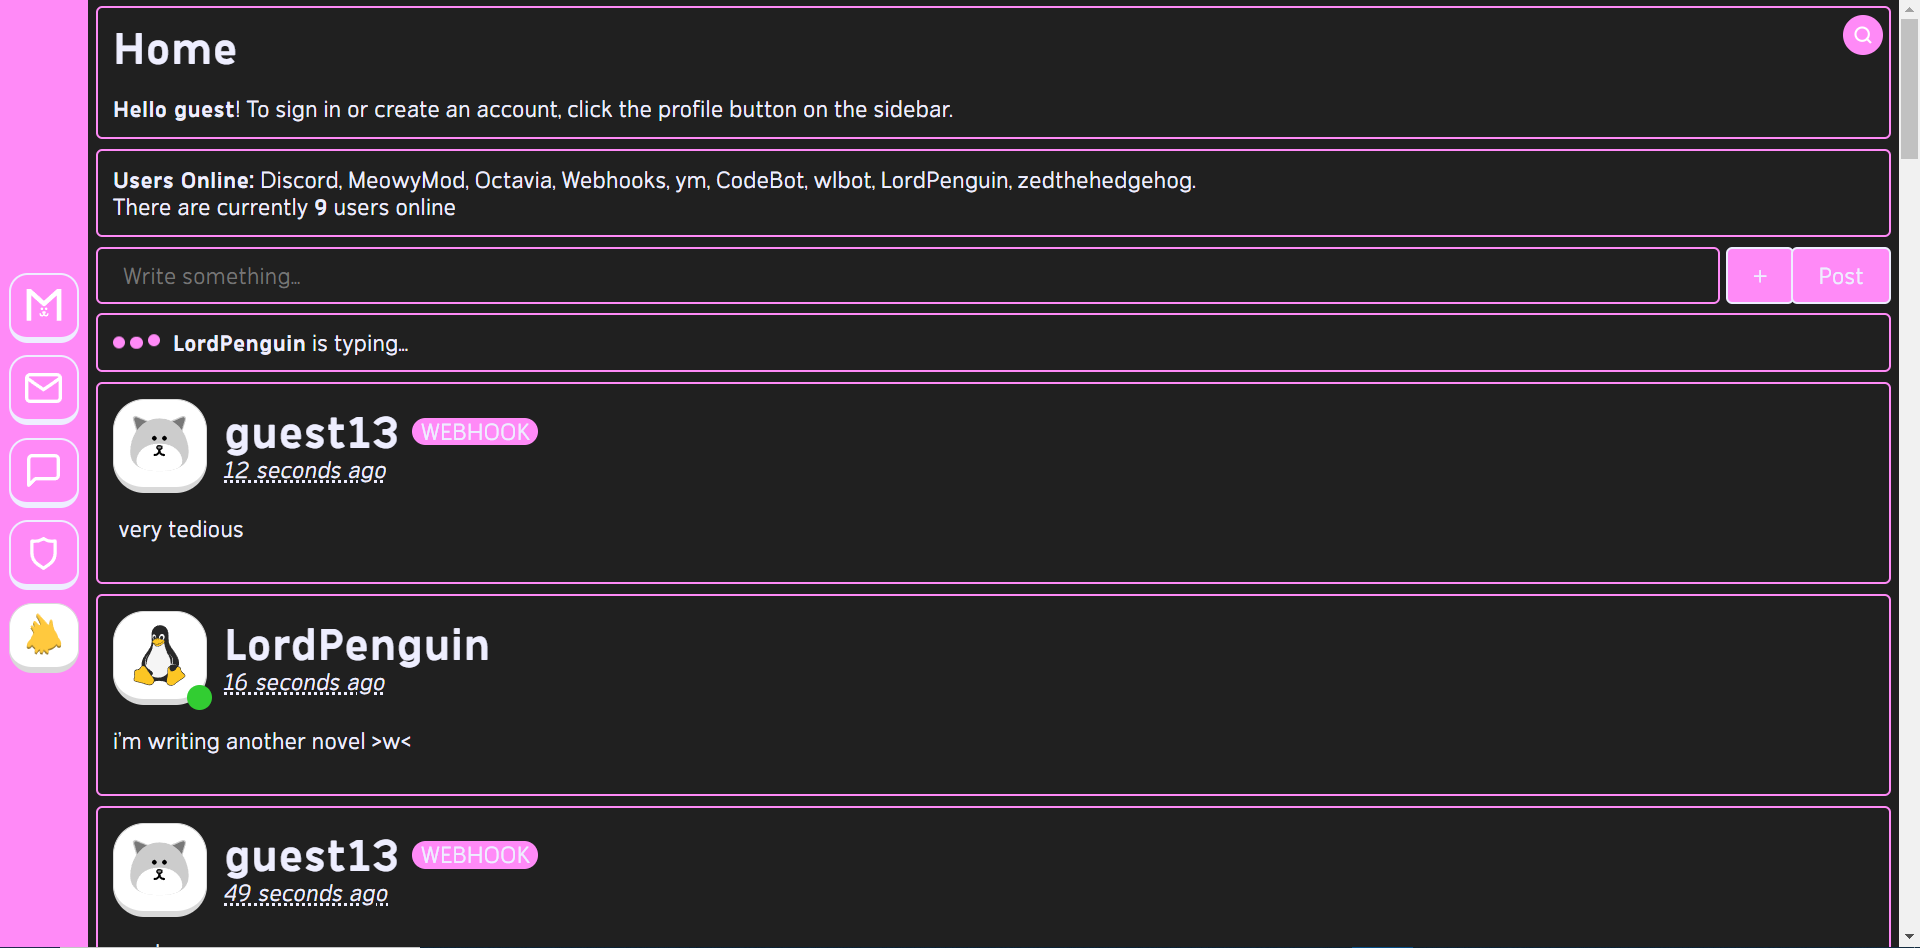 Home
Hello guest! To sign in or create an account, click the profile button on the sidebar.
Users Online: Discord, MeowyMod, Octavia, Webhooks, ym, CodeBot, wlbot, LordPenguin, zedthehedgehog.
There are currently 9 users online
Write something...
+ Post
LordPenguin is typing...
guest13 WEBHOOK
12 seconds ago
very tedious
LordPenguin
16 seconds ago
i'm writing another novel >w<
guest13 WEBHOOK
49 seconds ago